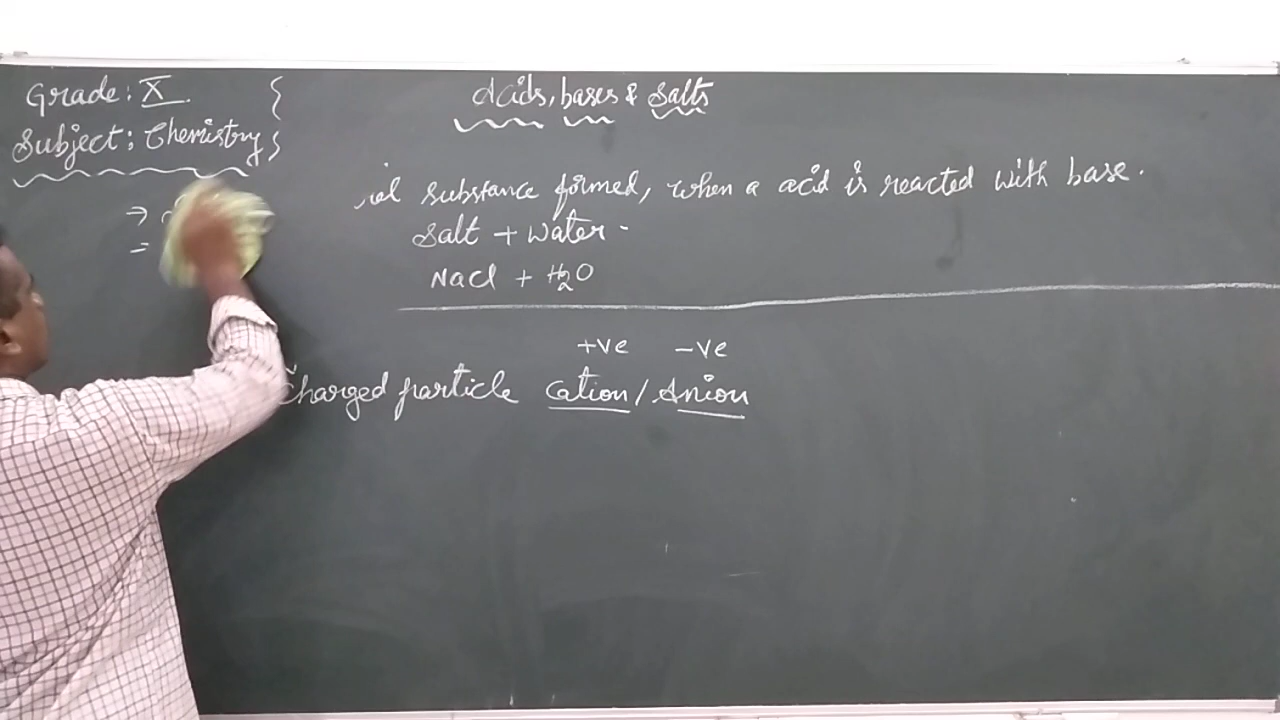 Grade: X
Subject: Chemistry
Acids, bases & Salts
substance formed, when a acid is reacted with base.
Salt + Water
NaCl + H2O
+ve -ve
Charged particle Cation/Anion